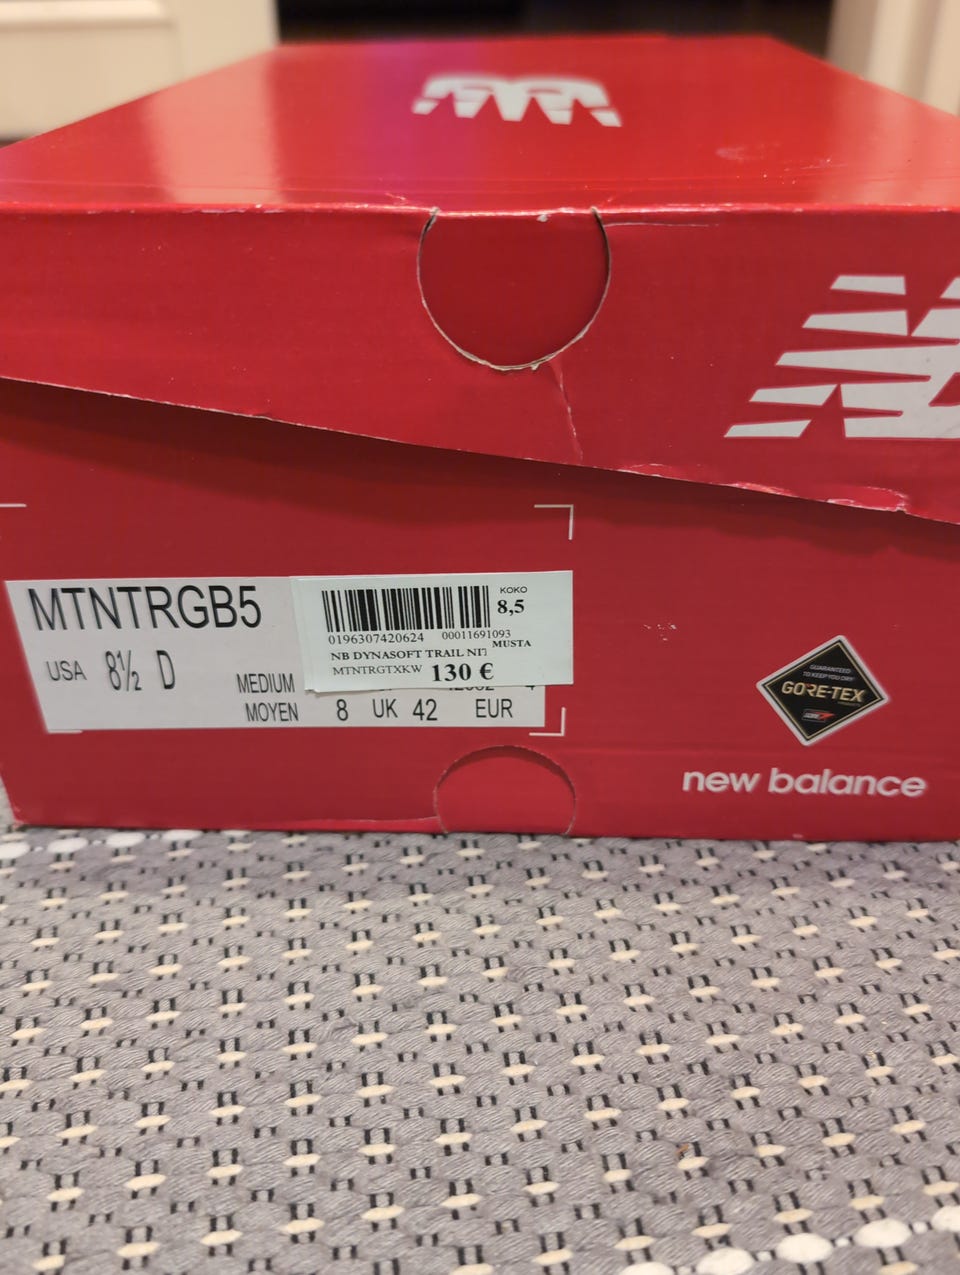 MTNTRGB5
USA 8½ D
MEDIUM
MOYEN 8 UK 42 EUR
KOKO
8,5
0196307420624 00011691093
MUSTA
NB DYNASOFT TRAIL NIT
MTNTRGTXKW 130 €
GUARANTEED
TO KEEP YOU DRY
GORE-TEX
new balance